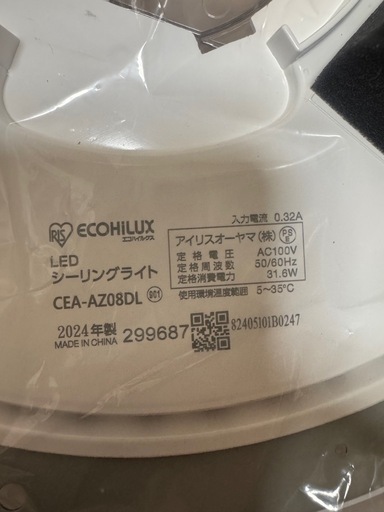 入力電流 0.32A
IRIS ECOHiLUX
エコハイルクス
LED
シーリングライト
CEA-AZ08DL 001
アイリスオーヤマ(株) PS E
定格電圧 AC100V
定格周波数 50/60Hz
定格消費電力 31.6W
使用環境温度範囲 5~35℃
2024年製
MADE IN CHINA
299687
82405101B0247